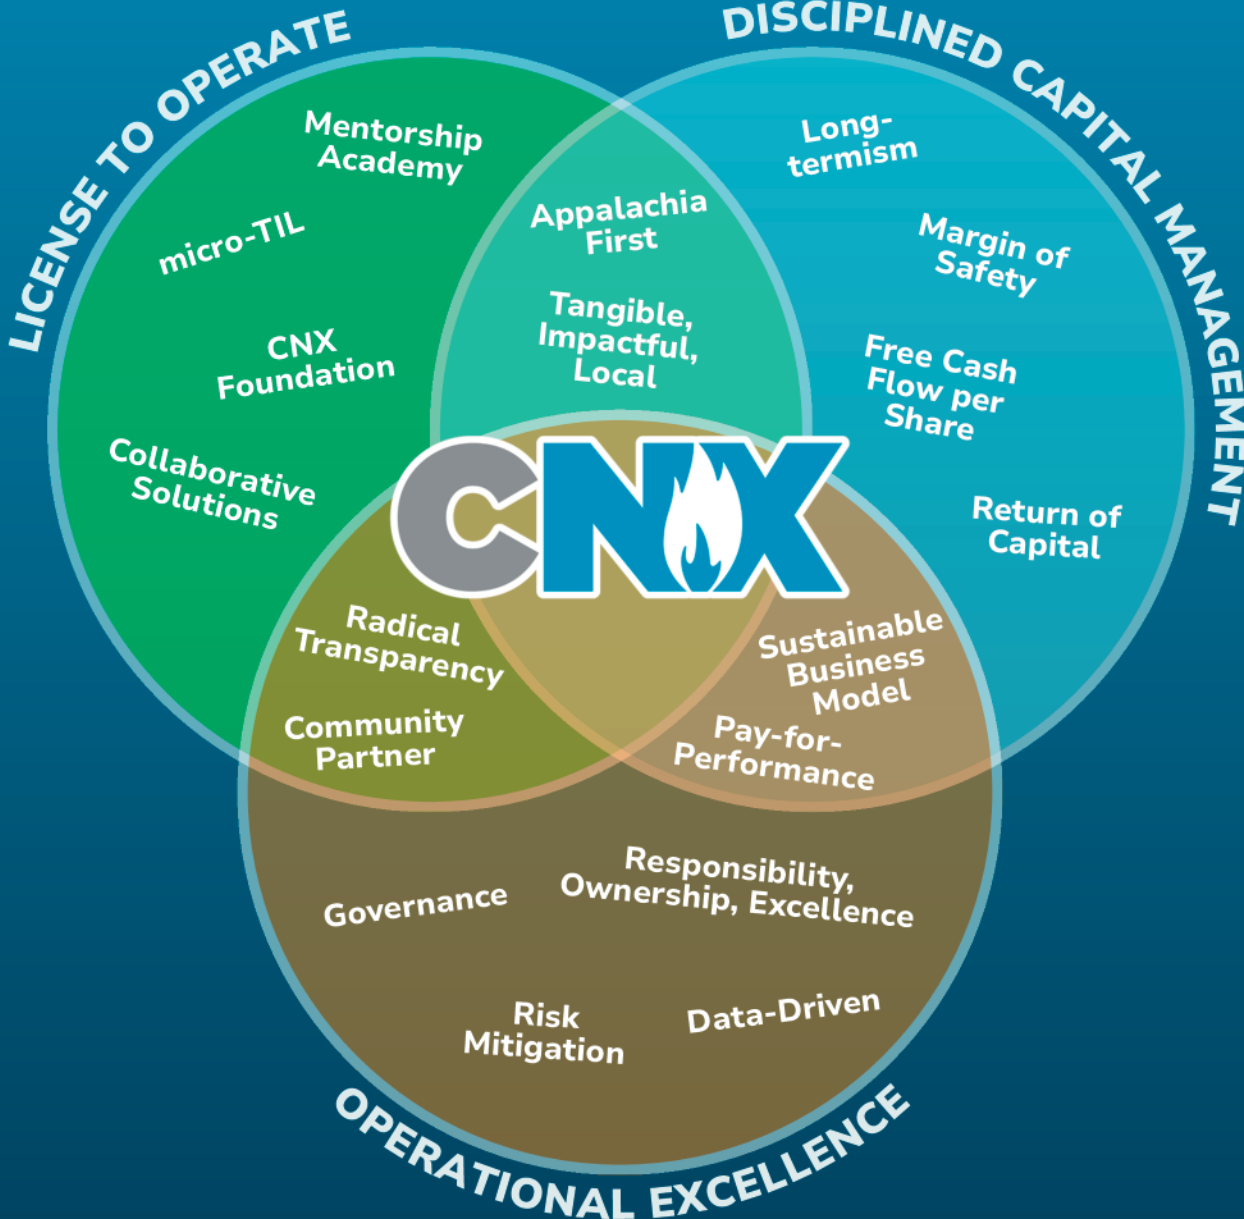 LICENSE TO OPERATE
DISCIPLINED CAPITAL MANAGEMENT
Mentorship
Academy
micro-TIL
CNX
Foundation
Collaborative
Solutions
Appalachia
First
Tangible,
Impactful,
Local
Long-
termism
Margin of
Safety
Free Cash
Flow per
Share
Return of
Capital
CNX
Radical
Transparency
Community
Partner
Sustainable
Business
Model
Pay-for-
Performance
Governance
Responsibility,
Ownership, Excellence
Risk
Mitigation
Data-Driven
OPERATIONAL EXCELLENCE